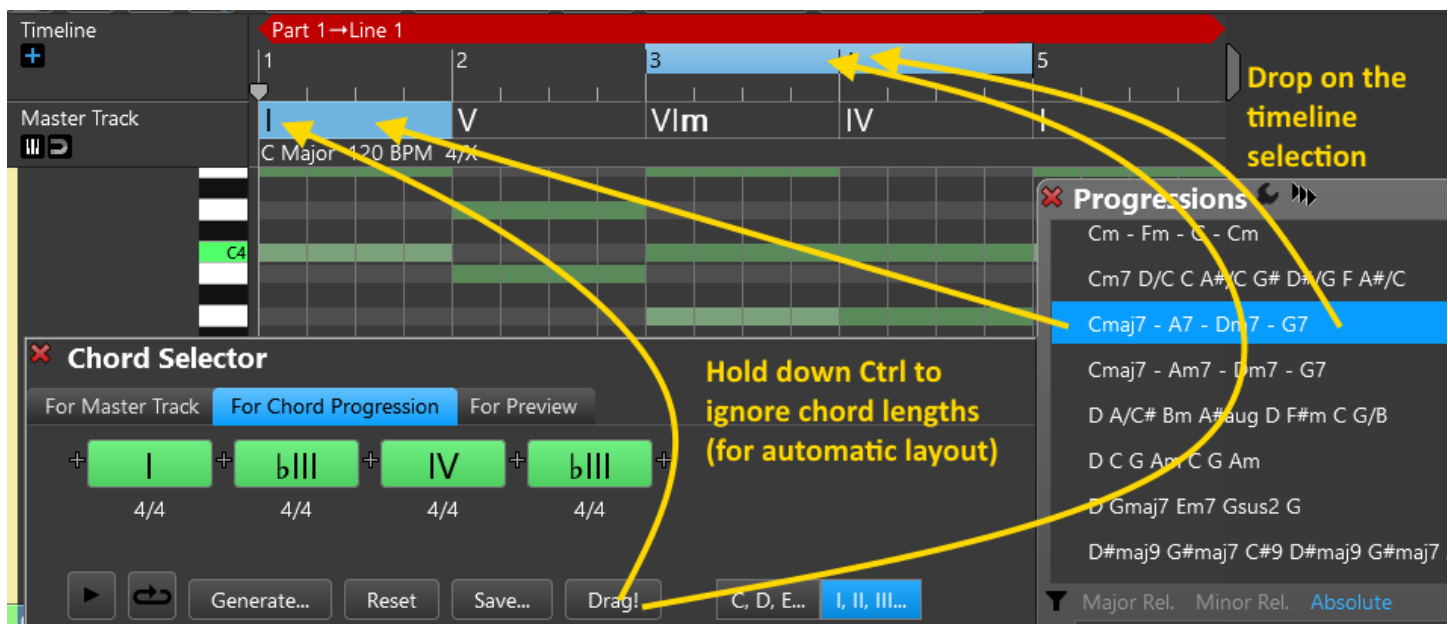 Timeline
Part 1→Line 1
1 2 3 5
Drop on the
timeline
selection
Master Track
I V VIm IV I
C Major 120 BPM 4/X
C4
Progressions
Cm - Fm - G - Cm
Cm7 D/C C A#/C G# D#/G F A#/C
Cmaj7 - A7 - Dm7 - G7
Cmaj7 - Am7 - Dm7 - G7
D A/C# Bm A#aug D F#m C G/B
D C G Am C G Am
D Gmaj7 Em7 Gsus2 G
D#maj9 G#maj7 C#9 D#maj9 G#maj7
Major Rel. Minor Rel. Absolute
Chord Selector
For Master Track For Chord Progression For Preview
Hold down Ctrl to
ignore chord lengths
(for automatic layout)
+ I + ♭III + IV + ♭III +
4/4 4/4 4/4 4/4
Generate... Reset Save... Drag! C, D, E... I, II, III...